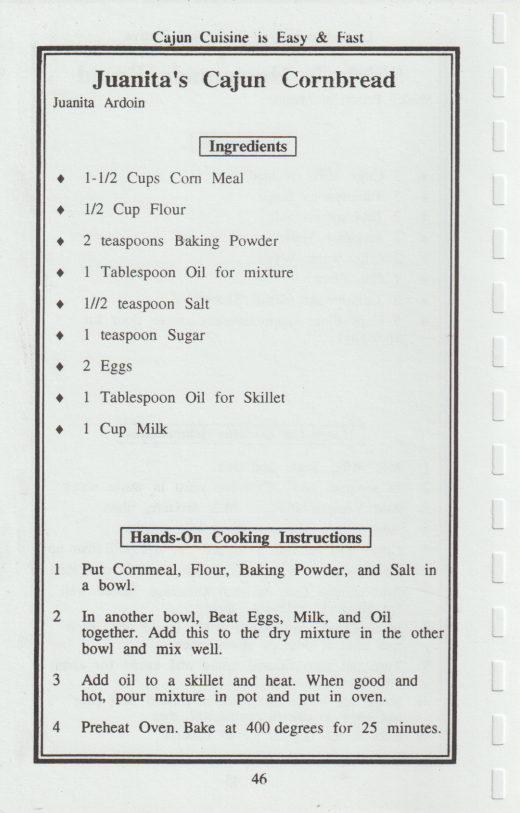 Cajun Cuisine is Easy & Fast
Juanita's Cajun Cornbread
Juanita Ardoin
Ingredients
♦ 1-1/2 Cups Corn Meal
♦ 1/2 Cup Flour
♦ 2 teaspoons Baking Powder
♦ 1 Tablespoon Oil for mixture
♦ 1//2 teaspoon Salt
♦ 1 teaspoon Sugar
♦ 2 Eggs
♦ 1 Tablespoon Oil for Skillet
♦ 1 Cup Milk
Hands-On Cooking Instructions
1 Put Cornmeal, Flour, Baking Powder, and Salt in
a bowl.
2 In another bowl, Beat Eggs, Milk, and Oil
together. Add this to the dry mixture in the other
bowl and mix well.
3 Add oil to a skillet and heat. When good and
hot, pour mixture in pot and put in oven.
4 Preheat Oven. Bake at 400 degrees for 25 minutes.
46